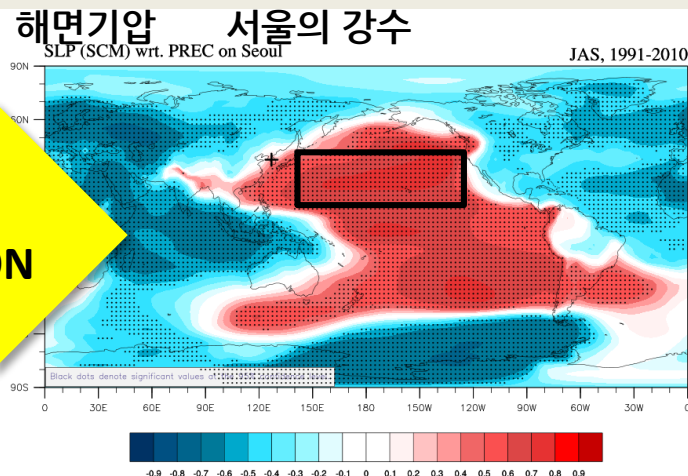 해면기압 서울의 강수
SLP (SCM) wrt. PREC on Seoul
JAS, 1991-2010
90N
90S
Black dots denote significant values
0 30E 60E 90E 120E 150E 180 150W 120W 90W 60W 30W
-0.9 -0.8 -0.7 -0.6 -0.5 -0.4 -0.3 -0.2 -0.1 0 0.1 0.2 0.3 0.4 0.5 0.6 0.7 0.8 0.9